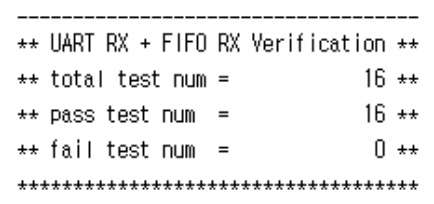 ------------------------------------
** UART RX + FIFO RX Verification **
** total test num =             16 **
** pass test num  =             16 **
** fail test num  =              0 **
************************************